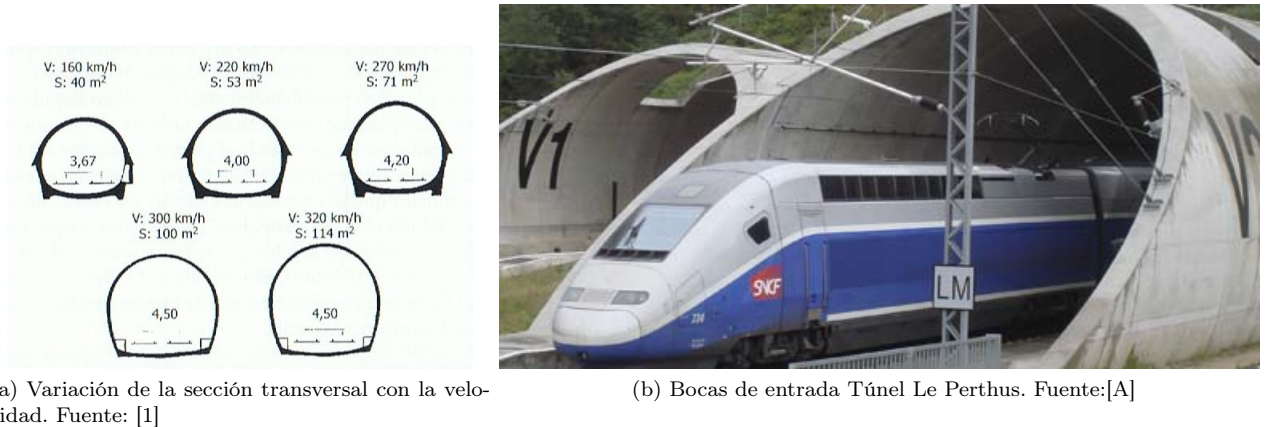 V: 160 km/h
S: 40 m²
V: 220 km/h
S: 53 m²
V: 270 km/h
S: 71 m²
3,67
4,00
4,20
V: 300 km/h
S: 100 m²
V: 320 km/h
S: 114 m²
4,50
4,50
V1
V2
SNCF
LM
a) Variación de la sección transversal con la velo-
idad. Fuente: [1]
(b) Bocas de entrada Túnel Le Perthus. Fuente:[A]